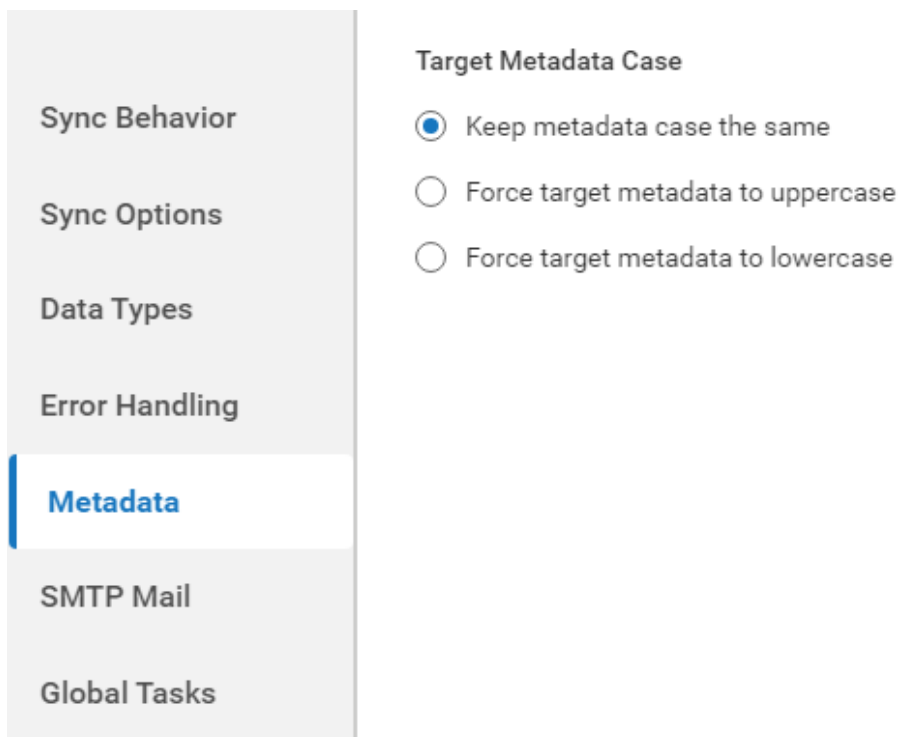 Sync Behavior
Sync Options
Data Types
Error Handling
Metadata
SMTP Mail
Global Tasks
Target Metadata Case
Keep metadata case the same
Force target metadata to uppercase
Force target metadata to lowercase